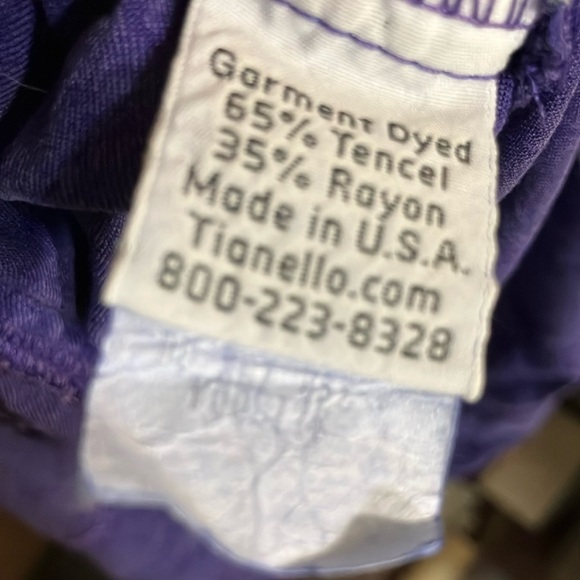 Garment Dyed
65% Tencel
35% Rayon
Made in U.S.A.
Tianello.com
800-223-8328